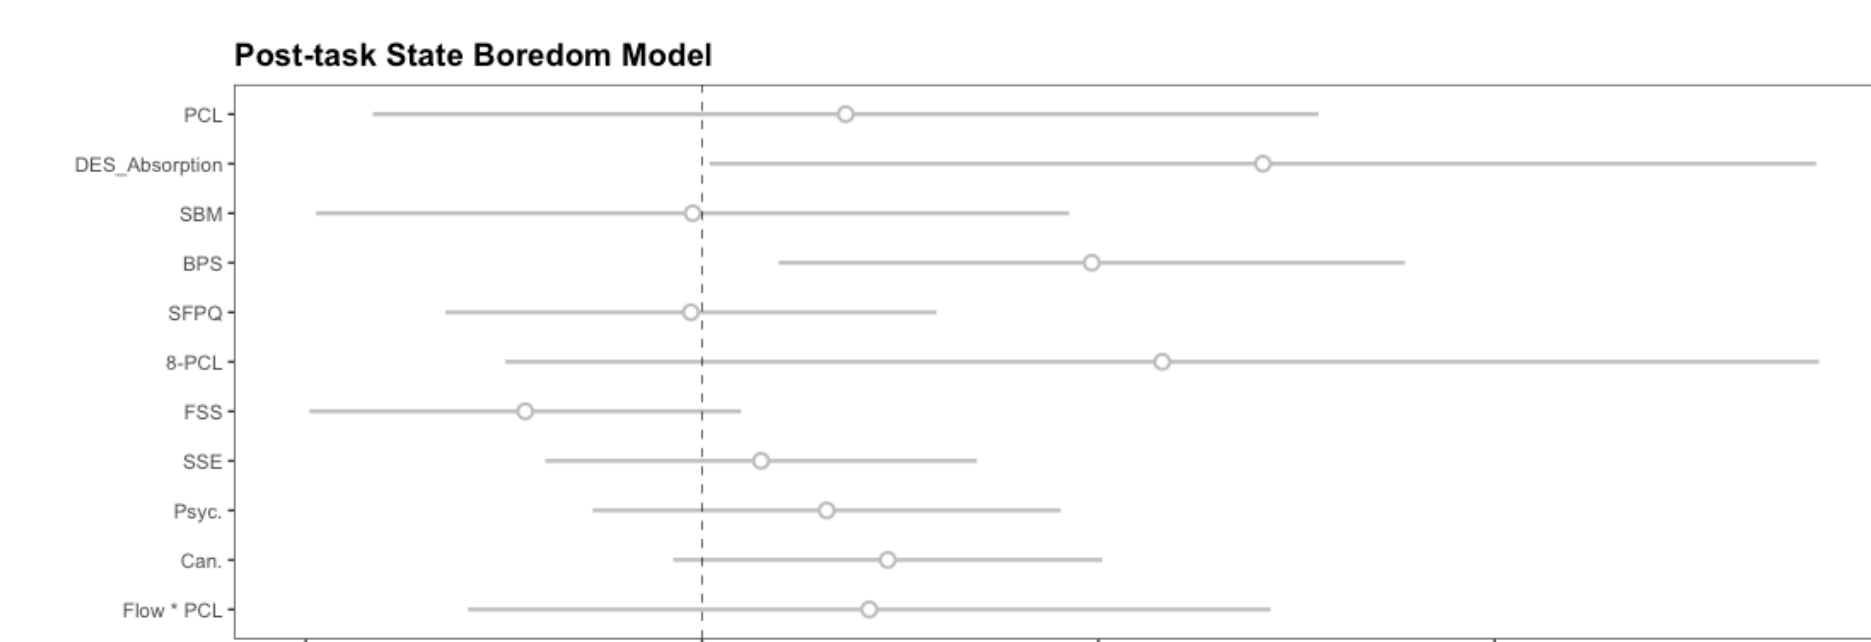 Post-task State Boredom Model
PCL
DES_Absorption
SBM
BPS
SFPQ
8-PCL
FSS
SSE
Psyc.
Can.
Flow * PCL